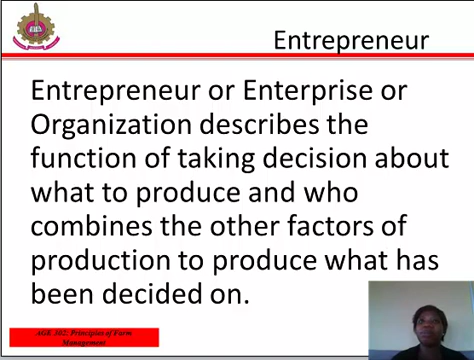 Entrepreneur
Entrepreneur or Enterprise or
Organization describes the
function of taking decision about
what to produce and who
combines the other factors of
production to produce what has
been decided on.
AGE 302: Principles of Farm
Management